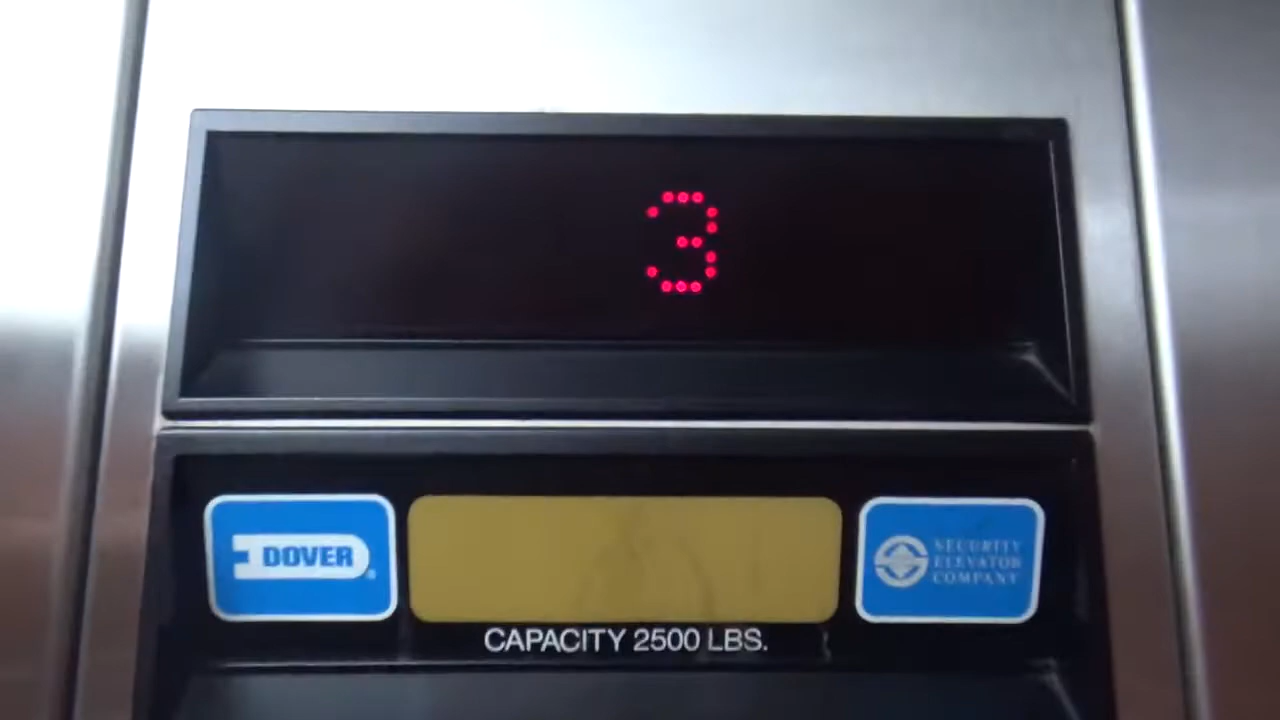 3
DOVER
SECURITY
ELEVATOR
COMPANY
CAPACITY 2500 LBS.